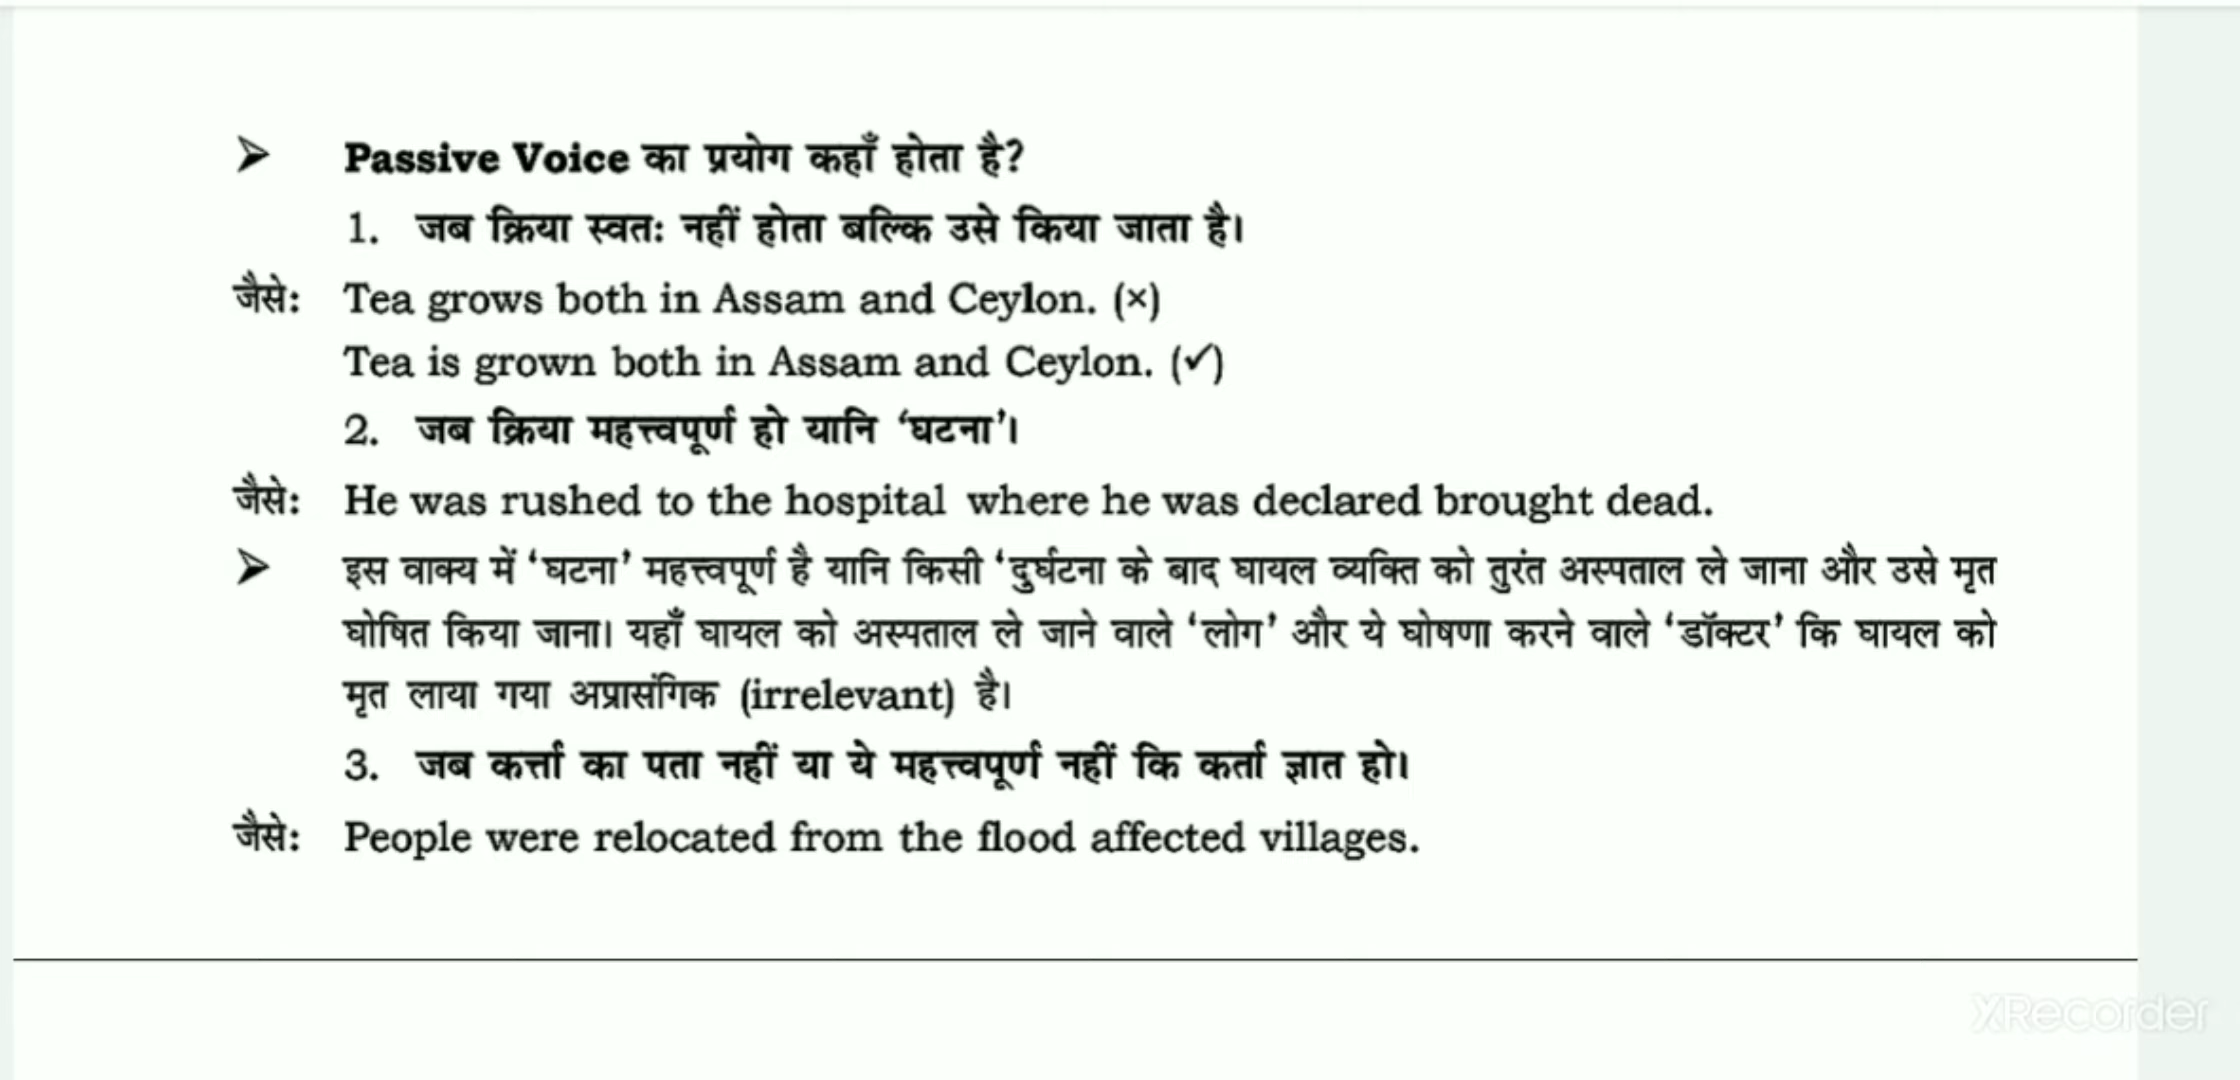 ➢ Passive Voice का प्रयोग कहाँ होता है?
1. जब क्रिया स्वतः नहीं होता बल्कि उसे किया जाता है।
जैसेः Tea grows both in Assam and Ceylon. (×)
Tea is grown both in Assam and Ceylon. (✓)
2. जब क्रिया महत्त्वपूर्ण हो यानि ‘घटना’।
जैसेः He was rushed to the hospital where he was declared brought dead.
➢ इस वाक्य में ‘घटना’ महत्त्वपूर्ण है यानि किसी ‘दुर्घटना के बाद घायल व्यक्ति को तुरंत अस्पताल ले जाना और उसे मृत
घोषित किया जाना। यहाँ घायल को अस्पताल ले जाने वाले ‘लोग’ और ये घोषणा करने वाले ‘डॉक्टर’ कि घायल को
मृत लाया गया अप्रासंगिक (irrelevant) है।
3. जब कर्त्ता का पता नहीं या ये महत्त्वपूर्ण नहीं कि कर्ता ज्ञात हो।
जैसेः People were relocated from the flood affected villages.
XRecorder